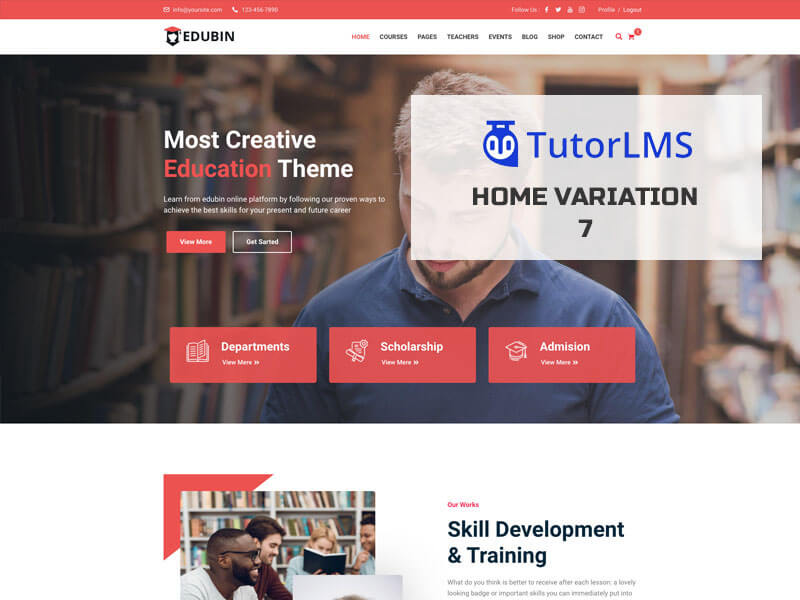 info@yoursite.com 123-456-7890 Follow Us : Profile / Logout
EDUBIN HOME COURSES PAGES TEACHERS EVENTS BLOG SHOP CONTACT
TutorLMS
HOME VARIATION
7
Most Creative
Education Theme
Learn from edubin online platform by following our proven ways to
achieve the best skills for your present and future career
View More Get Sarted
Departments
View Mere »
Scholarship
View Mere »
Admision
View Mere »
Our Works
Skill Development
& Training
What do you think is better to receive after each lesson: a lovely
looking badge or important skills you can immediately put into